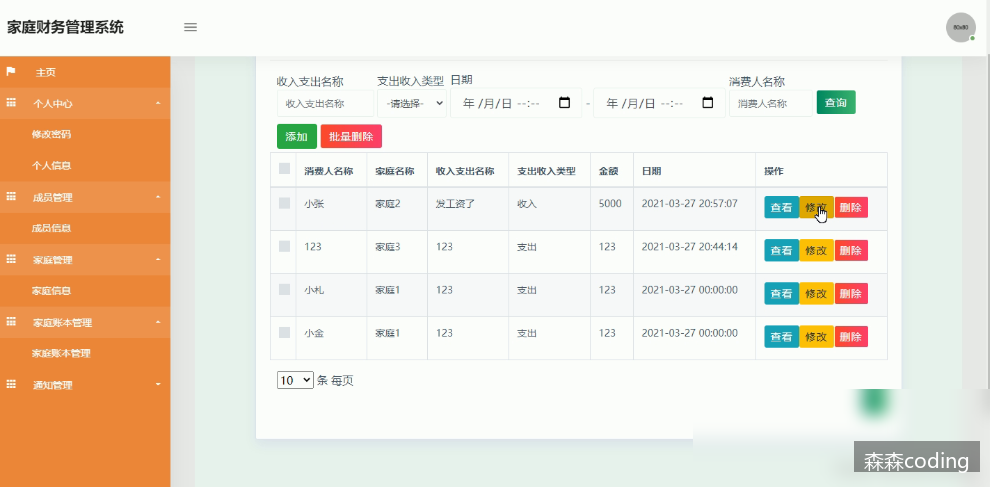 家庭财务管理系统
60x60
主页
个人中心
修改密码
个人信息
成员管理
成员信息
家庭管理
家庭信息
家庭账本管理
家庭账本管理
通知管理
收入支出名称 支出收入类型 日期 消费人名称
收入支出名称 -请选择- 年 /月/日 --:-- - 年 /月/日 --:-- 消费人名称 查询
添加 批量删除
消费人名称 家庭名称 收入支出名称 支出收入类型 金额 日期 操作
小张 家庭2 发工资了 收入 5000 2021-03-27 20:57:07 查看 修改 删除
123 家庭3 123 支出 123 2021-03-27 20:44:14 查看 修改 删除
小札 家庭1 123 支出 123 2021-03-27 00:00:00 查看 修改 删除
小金 家庭1 123 支出 123 2021-03-27 00:00:00 查看 修改 删除
10 条 每页
森森coding